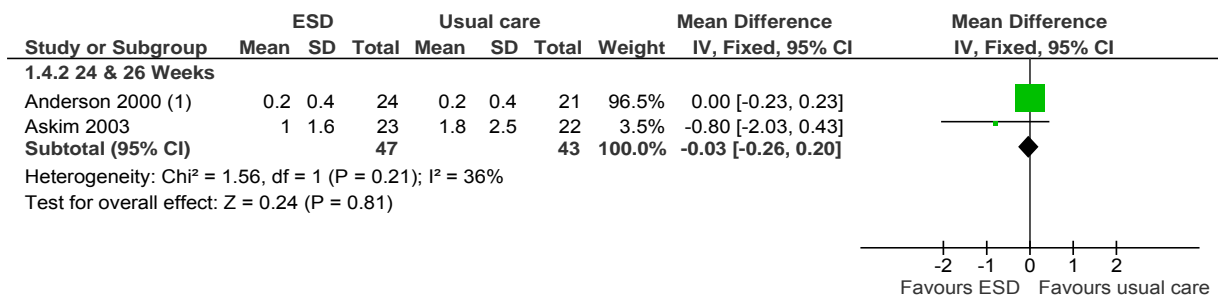 ESD Usual care Mean Difference Mean Difference
Study or Subgroup Mean SD Total Mean SD Total Weight IV, Fixed, 95% CI IV, Fixed, 95% CI
1.4.2 24 & 26 Weeks
Anderson 2000 (1) 0.2 0.4 24 0.2 0.4 21 96.5% 0.00 [-0.23, 0.23]
Askim 2003 1 1.6 23 1.8 2.5 22 3.5% -0.80 [-2.03, 0.43]
Subtotal (95% CI) 47 43 100.0% -0.03 [-0.26, 0.20]
Heterogeneity: Chi² = 1.56, df = 1 (P = 0.21); I² = 36%
Test for overall effect: Z = 0.24 (P = 0.81)
-2 -1 0 1 2
Favours ESD Favours usual care